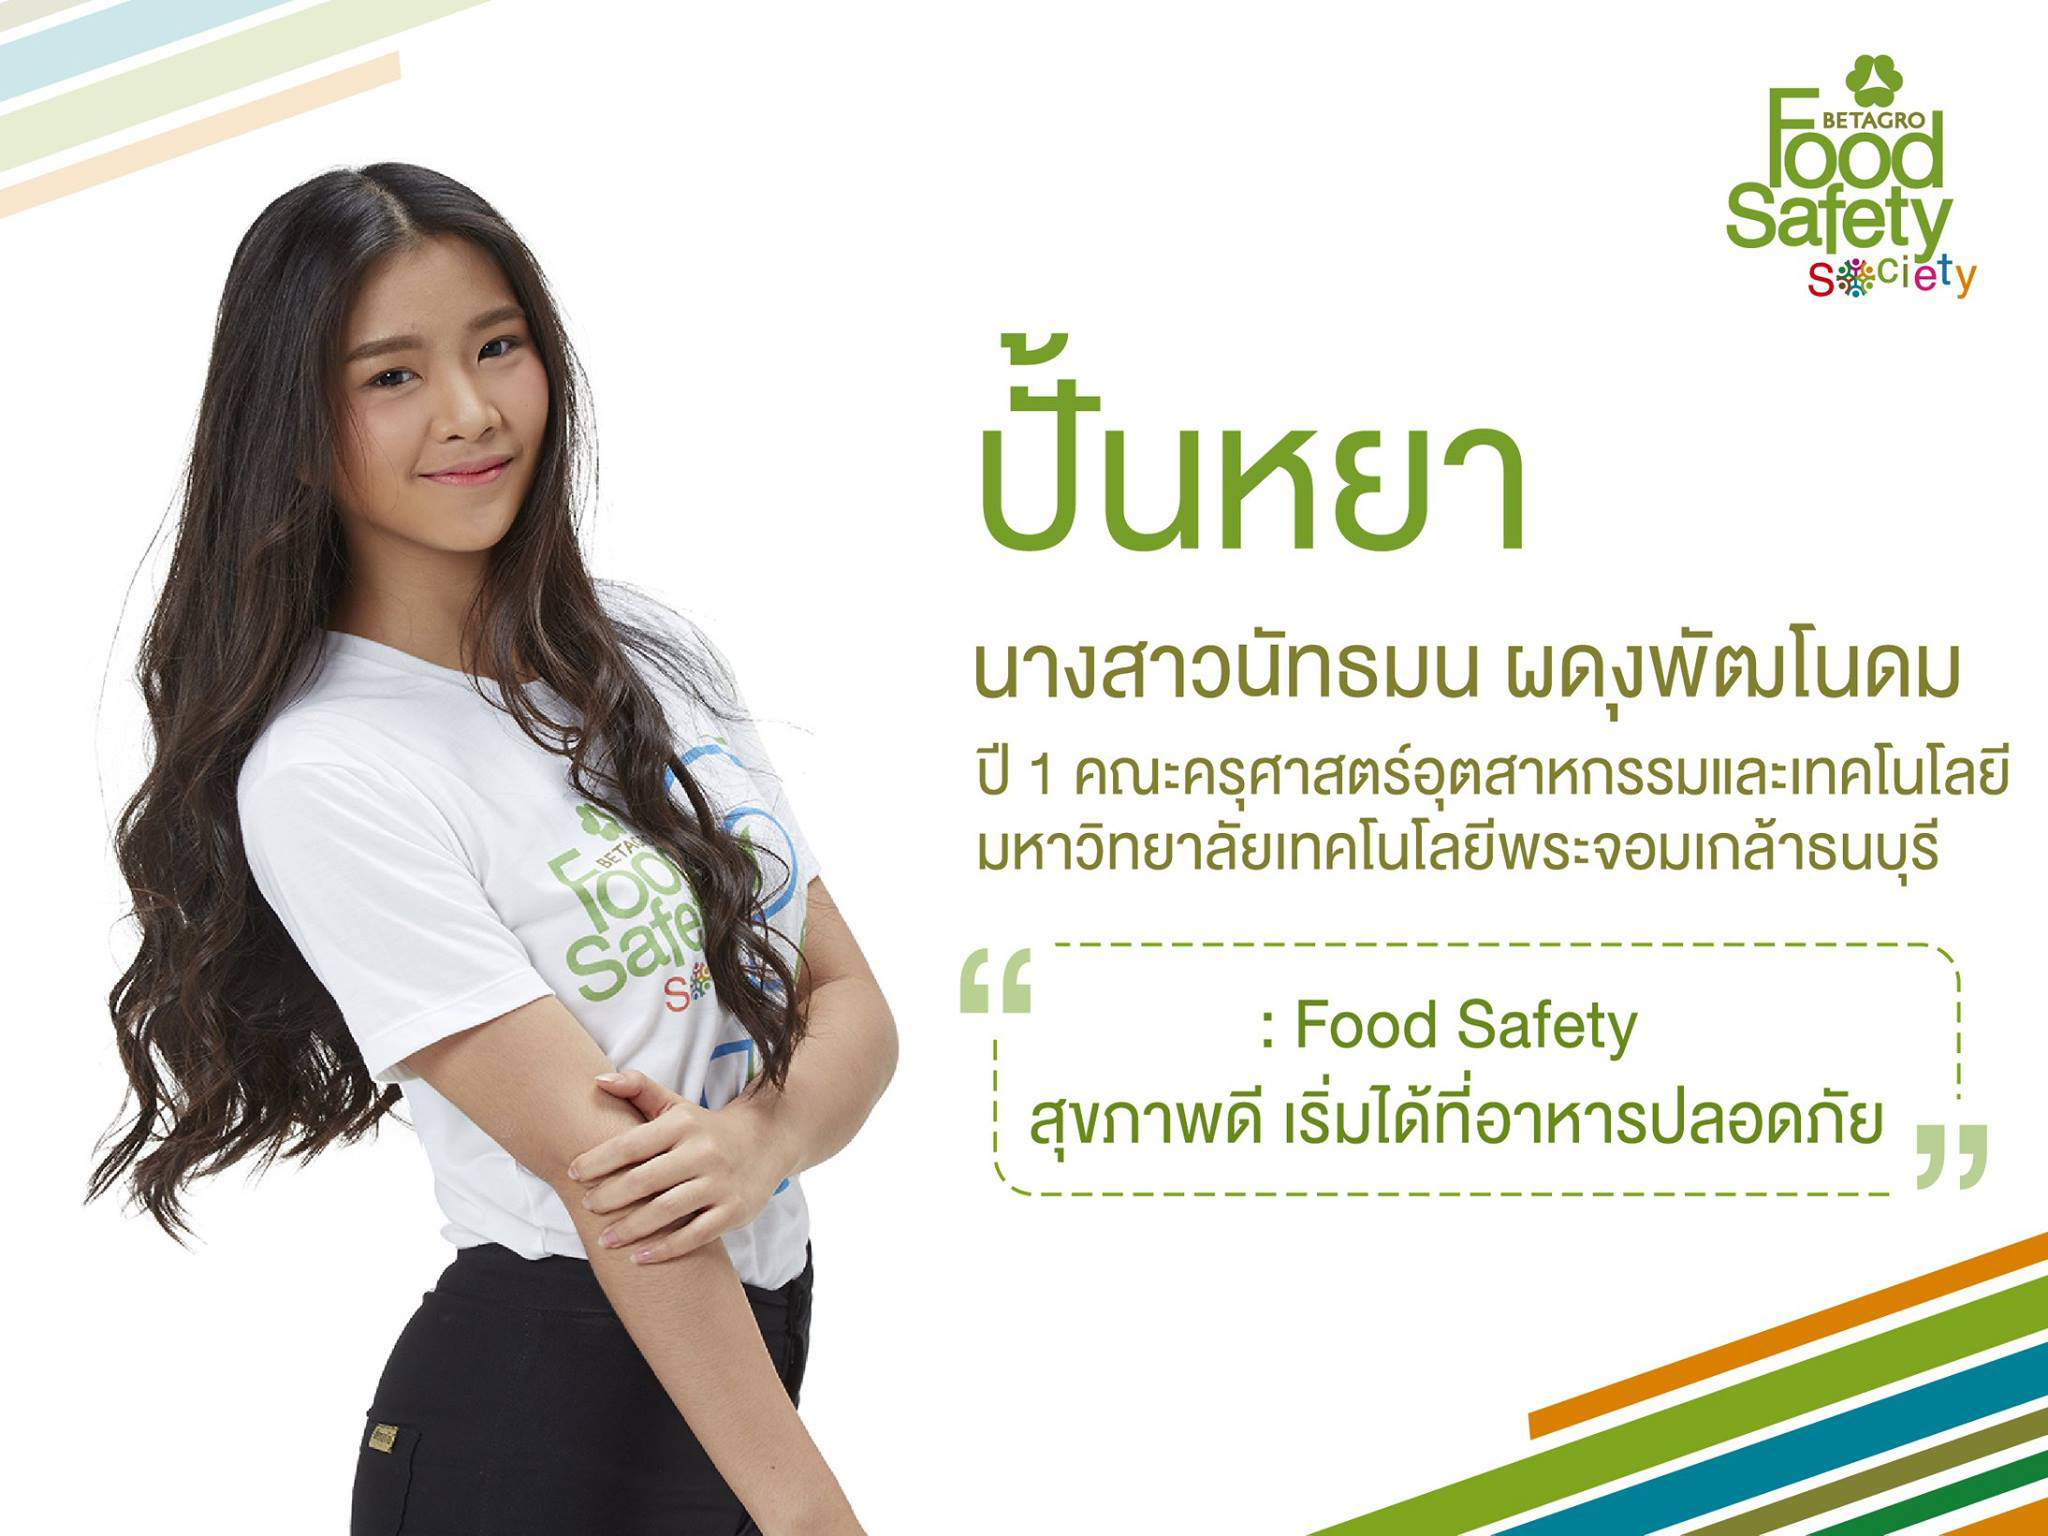 BETAGRO
Food
Safety
Society
ปั้นหยา
นางสาวนัทธมน ผดุงพัฒโนดม
ปี 1 คณะครุศาสตร์อุตสาหกรรมและเทคโนโลยี
มหาวิทยาลัยเทคโนโลยีพระจอมเกล้าธนบุรี
“
: Food Safety
สุขภาพดี เริ่มได้ที่อาหารปลอดภัย
”